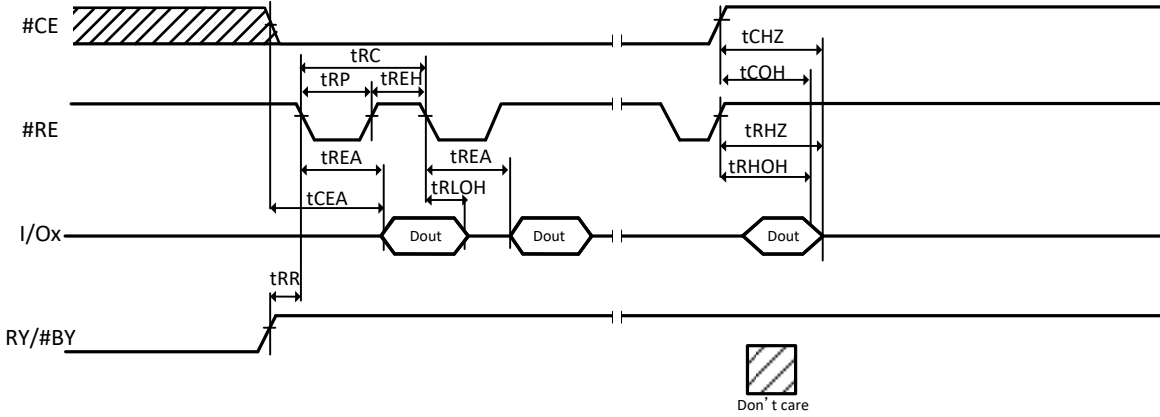 #CE
tCHZ
tCOH
tRC
tRP
tREH
#RE
tRHZ
tRHOH
tREA
tREA
tRLOH
tCEA
I/Ox
Dout
Dout
Dout
tRR
RY/#BY
Don't care